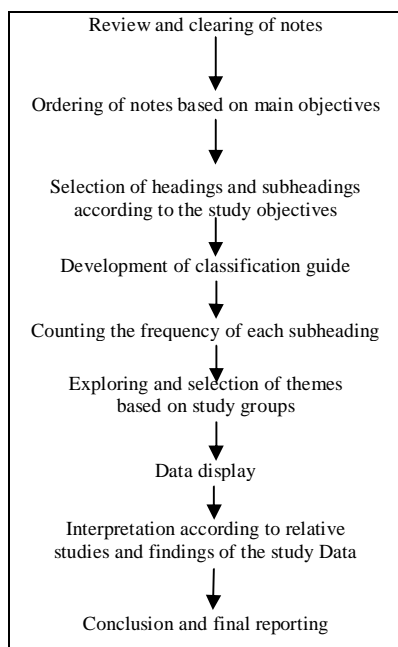 Review and clearing of notes
Ordering of notes based on main objectives
Selection of headings and subheadings
according to the study objectives
Development of classification guide
Counting the frequency of each subheading
Exploring and selection of themes
based on study groups
Data display
Interpretation according to relative
studies and findings of the study Data
Conclusion and final reporting